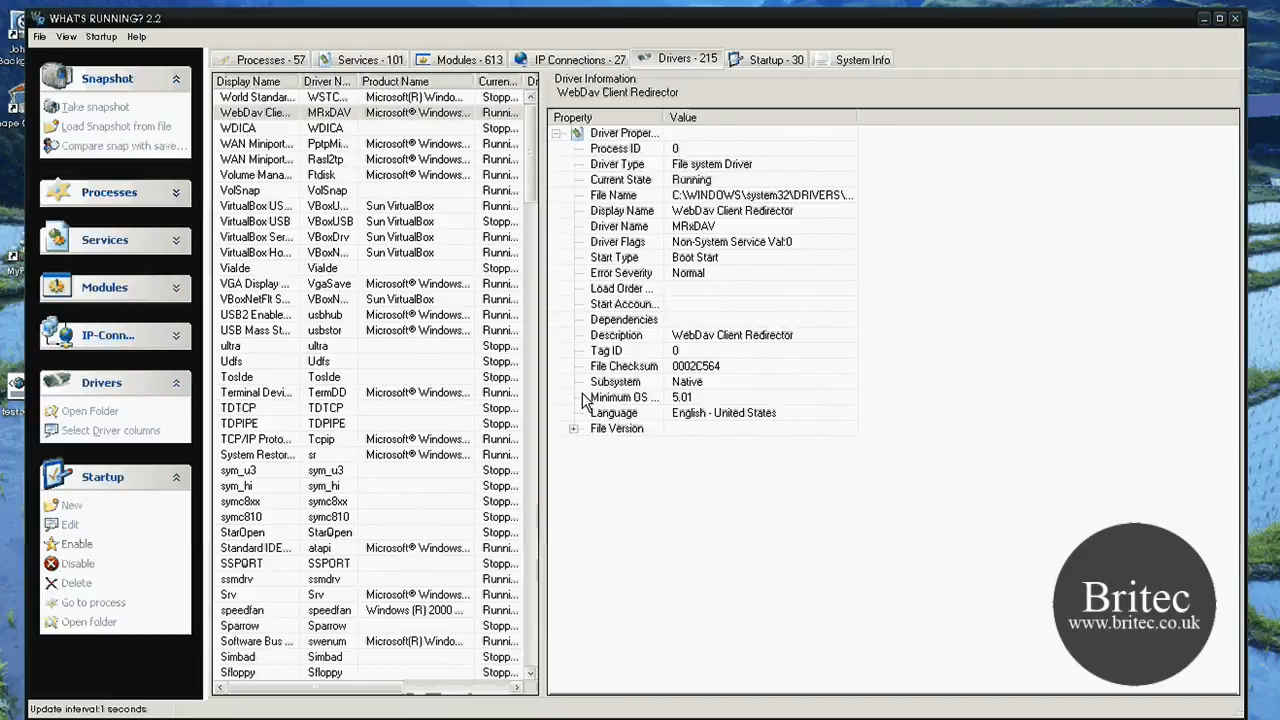 WHAT'S RUNNING? 2.2
File View Startup Help
Snapshot
Take snapshot
Load Snapshot from file
Compare snap with save...
Processes
Services
Modules
IP-Conn...
Drivers
Open Folder
Select Driver columns
Startup
New
Edit
Enable
Disable
Delete
Go to process
Open folder
Processes - 57 Services - 101 Modules - 613 IP Connections - 27 Drivers - 215 Startup - 30 System Info
Display Name Driver N... Product Name Curren... Dr
World Standar... WSTC... Microsoft(R) Windo... Stopp...
WebDav Clie... MRxDAV Microsoft® Windows... Runni...
WDICA WDICA Stopp...
WAN Miniport... PptpMi... Microsoft® Windows... Runni...
WAN Miniport... Rasl2tp Microsoft® Windows... Runni...
Volume Mana... Ftdisk Microsoft® Windows... Runni...
VolSnap VolSnap Runni...
VirtualBox US... VBoxU... Sun VirtualBox Runni...
VirtualBox USB VBoxUSB Sun VirtualBox Stopp...
VirtualBox Ser... VBoxDrv Sun VirtualBox Runni...
VirtualBox Ho... VBoxN... Sun VirtualBox Runni...
ViaIde ViaIde Stopp...
VGA Display ... VgaSave Microsoft® Windows... Runni...
VBoxNetFlt S... VBoxN... Sun VirtualBox Runni...
USB2 Enable... usbhub Microsoft® Windows... Runni...
USB Mass St... usbstor Microsoft® Windows... Runni...
ultra ultra Stopp...
Udfs Udfs Stopp...
TosIde TosIde Stopp...
Terminal Devi... TermDD Microsoft® Windows... Runni...
TDTCP TDTCP Stopp...
TDPIPE TDPIPE Stopp...
TCP/IP Proto... Tcpip Microsoft® Windows... Runni...
System Restor... sr Microsoft® Windows... Runni...
sym_u3 sym_u3 Stopp...
sym_hi sym_hi Stopp...
symc8xx symc8xx Stopp...
symc810 symc810 Stopp...
StarOpen StarOpen Stopp...
Standard IDE... atapi Microsoft® Windows... Runni...
SSPORT SSPORT Stopp...
ssmdrv ssmdrv Runni...
Srv Srv Microsoft® Windows... Runni...
speedfan speedfan Windows (R) 2000 ... Runni...
Sparrow Sparrow Stopp...
Software Bus ... swenum Microsoft(R) Windo... Runni...
Simbad Simbad Stopp...
Sfloppy Sfloppy Stopp...
Driver Information
WebDav Client Redirector
Property Value
Driver Proper...
Process ID 0
Driver Type File system Driver
Current State Running
File Name C:\WINDOWS\system32\DRIVERS\...
Display Name WebDav Client Redirector
Driver Name MRxDAV
Driver Flags Non-System Service Val:0
Start Type Boot Start
Error Severity Normal
Load Order ...
Start Accoun...
Dependencies
Description WebDav Client Redirector
Tag ID 0
File Checksum 0002C564
Subsystem Native
Minimum OS ... 5.01
Language English - United States
File Version
Britec
www.britec.co.uk
Update interval:1 seconds